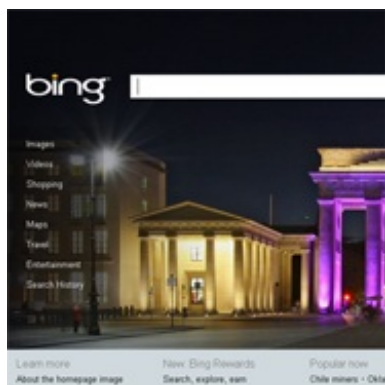 bing
Images
Videos
Shopping
News
Maps
Travel
Entertainment
Search History
Learn more
About the homepage image
New: Bing Rewards
Search, explore, earn
Popular now
Chile miners · Okla